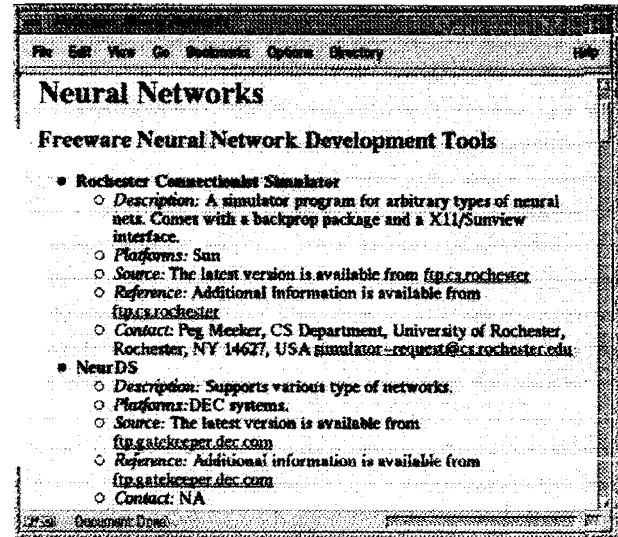 File Edit View Go Bookmarks Options Directory Help
Neural Networks
Freeware Neural Network Development Tools
Rochester Connectionist Simulator
Description: A simulator program for arbitrary types of neural
nets. Comes with a backprop package and a X11/Sunview
interface.
Platforms: Sun
Source: The latest version is available from ftp.cs.rochester
Reference: Additional Information is available from
ftp.cs.rochester
Contact: Peg Meeker, CS Department, University of Rochester,
Rochester, NY 14627, USA simulator-request@cs.rochester.edu
NeurDS
Description: Supports various type of networks.
Platforms:DEC systems.
Source: The latest version is available from
ftp.gatekeeper.dec.com
Reference: Additional information is available from
ftp.gatekeeper.dec.com
Contact: NA
Document: Done